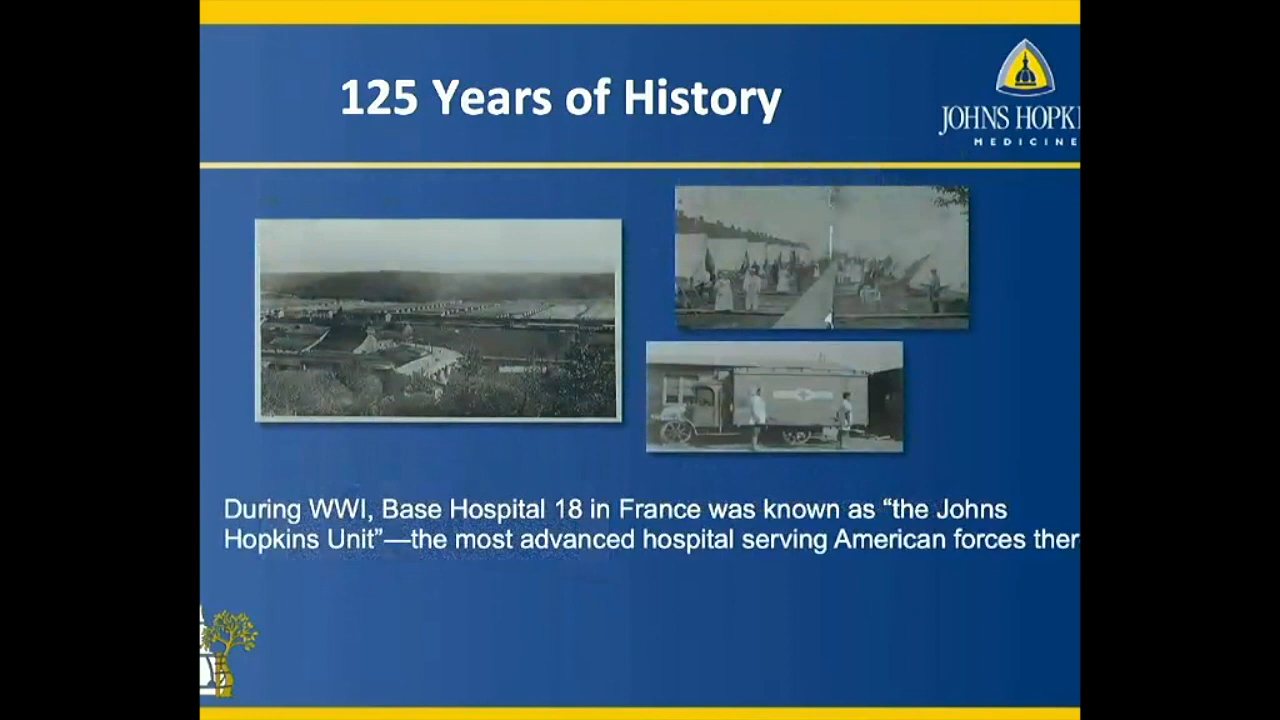 125 Years of History
JOHNS HOPKI
MEDICINE
During WWI, Base Hospital 18 in France was known as “the Johns
Hopkins Unit”—the most advanced hospital serving American forces ther